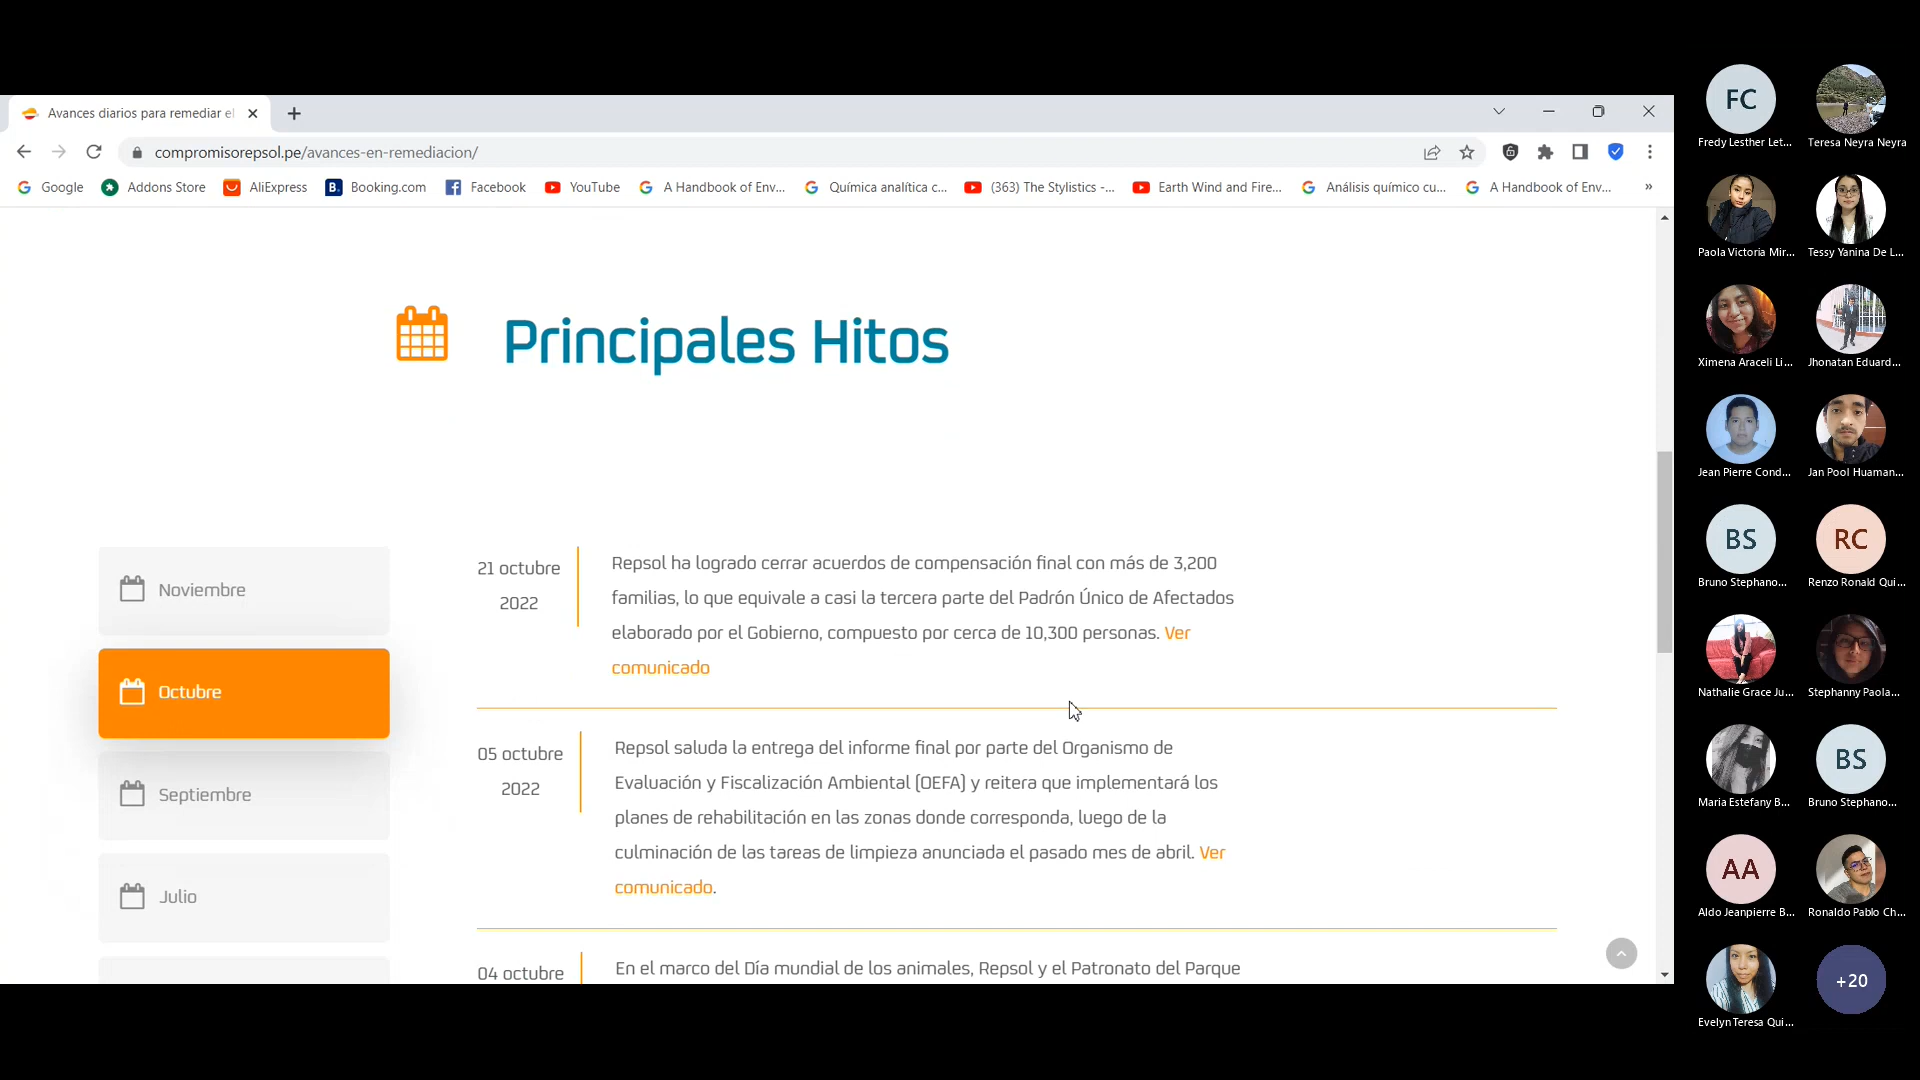 Avances diarios para remediar el
compromisorepsol.pe/avances-en-remediacion/
Google
Addons Store
AliExpress
B.
Booking.com
Facebook
YouTube
A Handbook of Env...
Química analítica c...
(363) The Stylistics -...
Earth Wind and Fire...
Análisis químico cu...
A Handbook of Env...
»
Principales Hitos
Noviembre
Octubre
Septiembre
Julio
21 octubre
2022
Repsol ha logrado cerrar acuerdos de compensación final con más de 3,200
familias, lo que equivale a casi la tercera parte del Padrón Único de Afectados
elaborado por el Gobierno, compuesto por cerca de 10,300 personas. Ver
comunicado
05 octubre
2022
Repsol saluda la entrega del informe final por parte del Organismo de
Evaluación y Fiscalización Ambiental (OEFA) y reitera que implementará los
planes de rehabilitación en las zonas donde corresponda, luego de la
culminación de las tareas de limpieza anunciada el pasado mes de abril. Ver
comunicado.
04 octubre
En el marco del Día mundial de los animales, Repsol y el Patronato del Parque
FC
Fredy Lesther Let...
Teresa Neyra Neyra
Paola Victoria Mir...
Tessy Yanina De L...
Ximena Araceli Li...
Jhonatan Eduard...
Jean Pierre Cond...
Jan Pool Huaman...
BS
Bruno Stephano...
RC
Renzo Ronald Qui...
Nathalie Grace Ju...
Stephanny Paola...
Maria Estefany B...
BS
Bruno Stephano...
AA
Aldo Jeanpierre B...
Ronaldo Pablo Ch...
Evelyn Teresa Qui...
+20